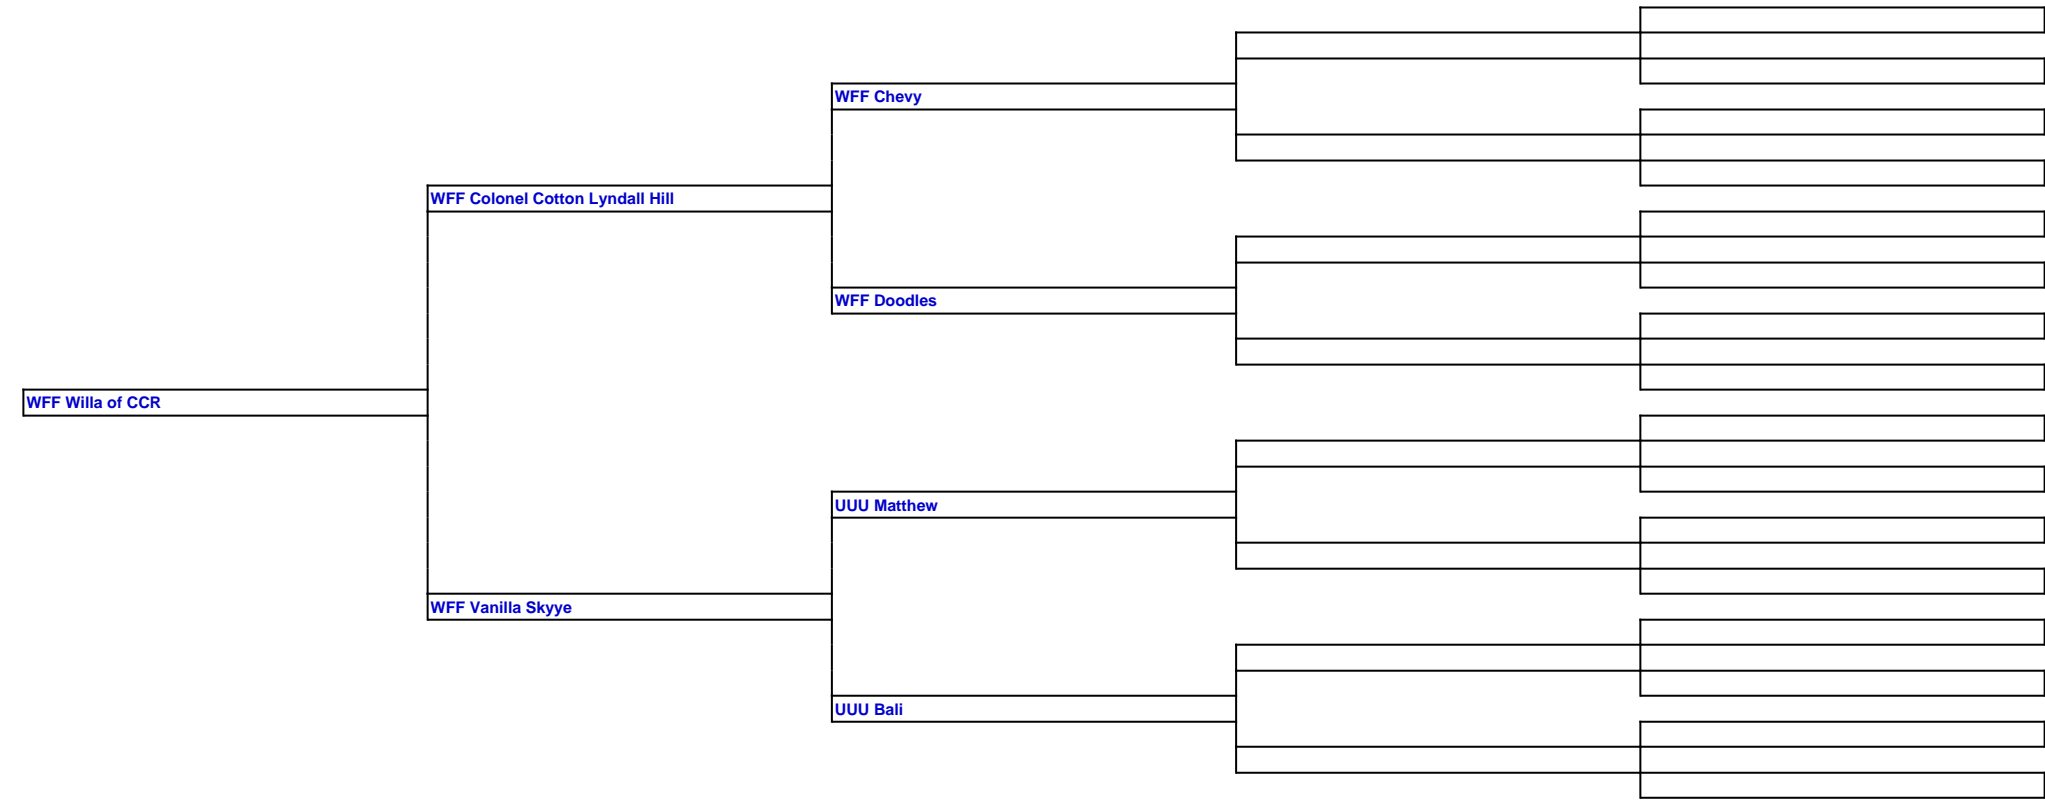 WFF Chevy
WFF Colonel Cotton Lyndall Hill
WFF Doodles
WFF Willa of CCR
UUU Matthew
WFF Vanilla Skyye
UUU Bali